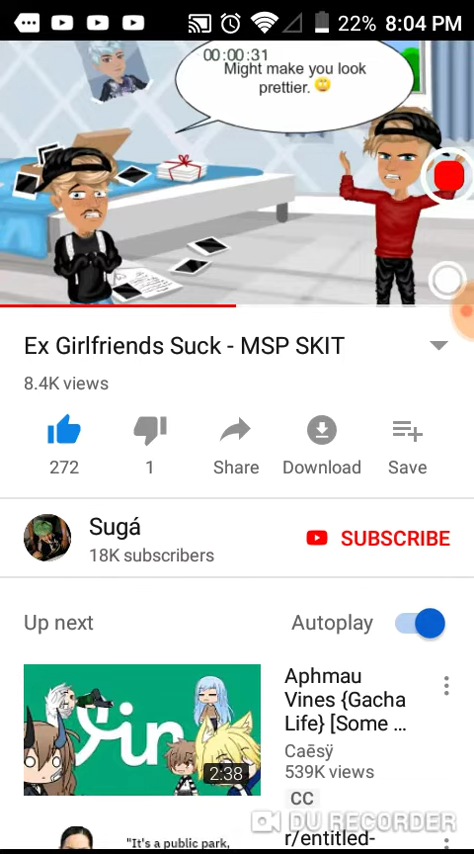 22% 8:04 PM
00:00:31
Might make you look
prettier.
Ex Girlfriends Suck - MSP SKIT
8.4K views
272
1
Share
Download
Save
Sugá
18K subscribers
SUBSCRIBE
Up next
Autoplay
Vin
2:38
Aphmau
Vines {Gacha
Life} [Some ...
Caēsÿ
539K views
CC
DU RECORDER
"It's a public park,
r/entitled-